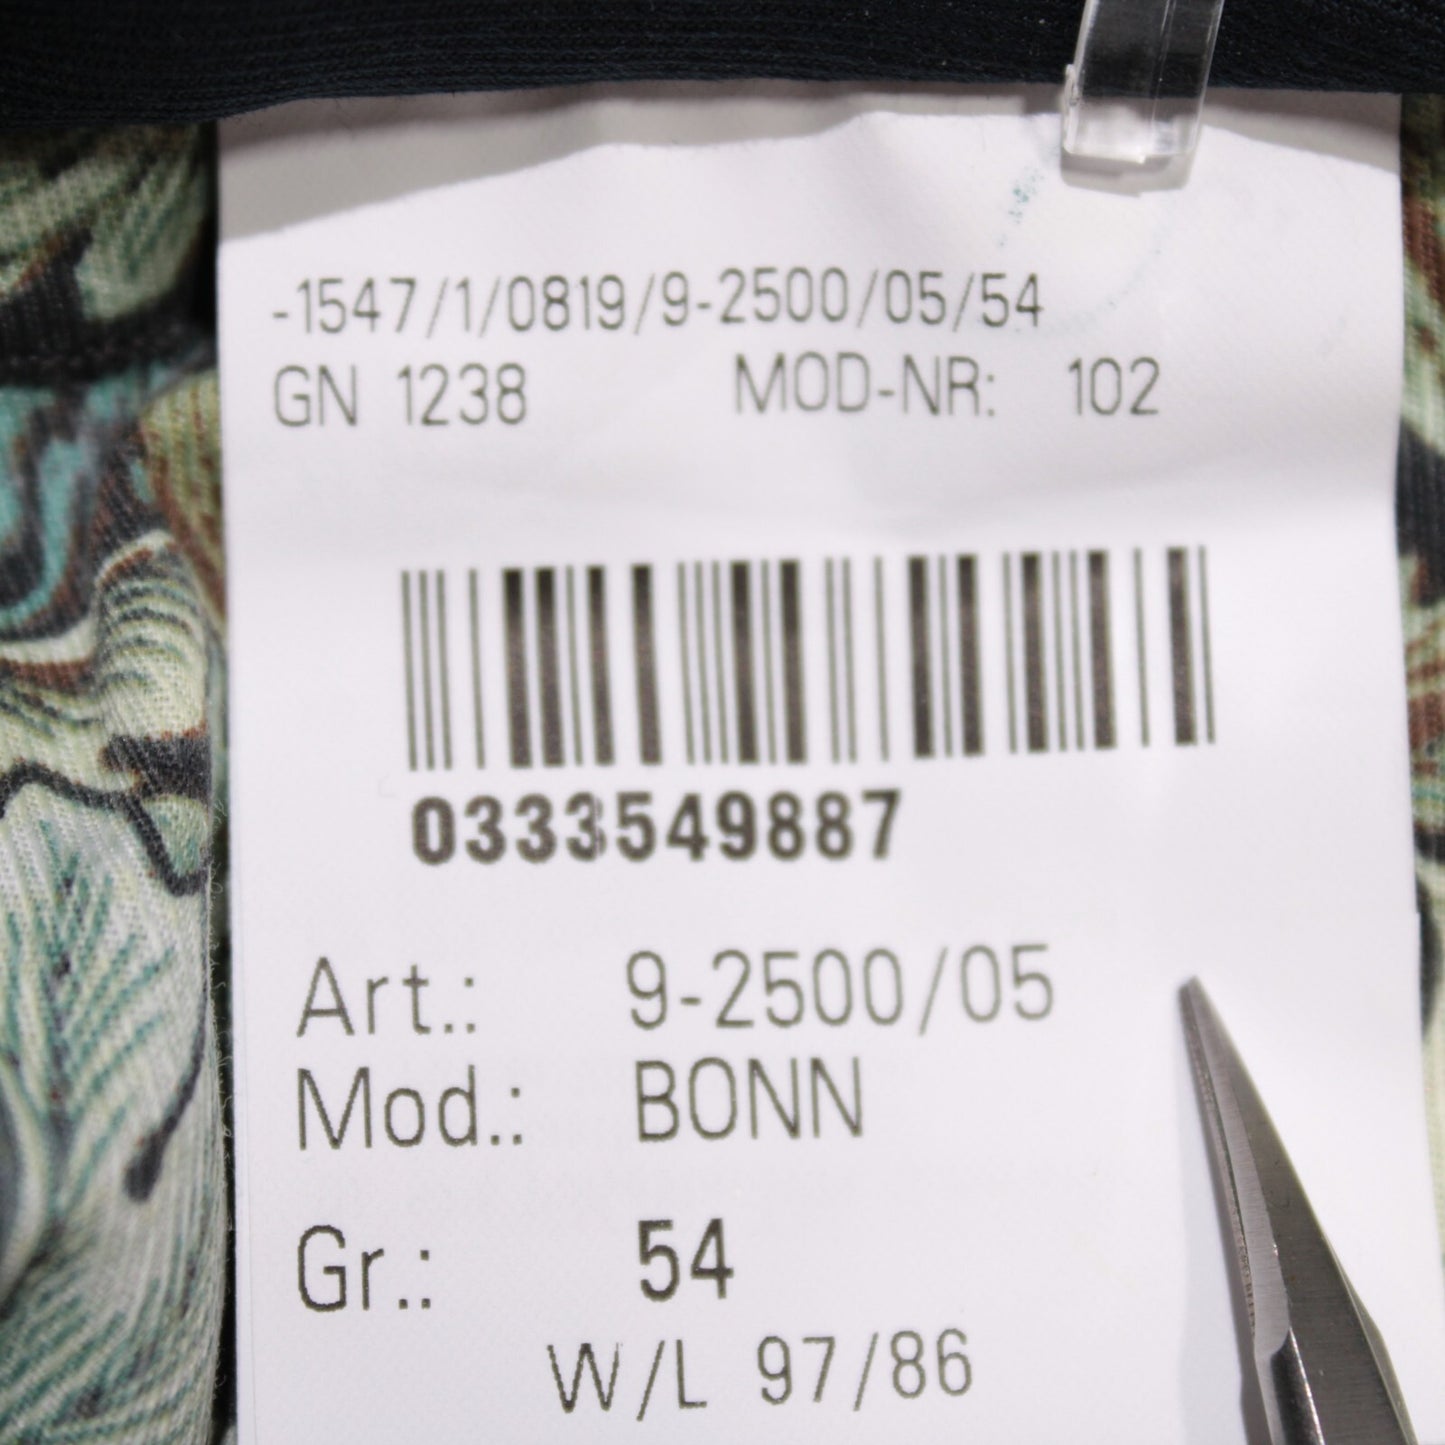 -1547/1/0819/9-2500/05/54
GN 1238 MOD-NR: 102
0333549887
Art.: 9-2500/05
Mod.: BONN
Gr.: 54
W/L 97/86